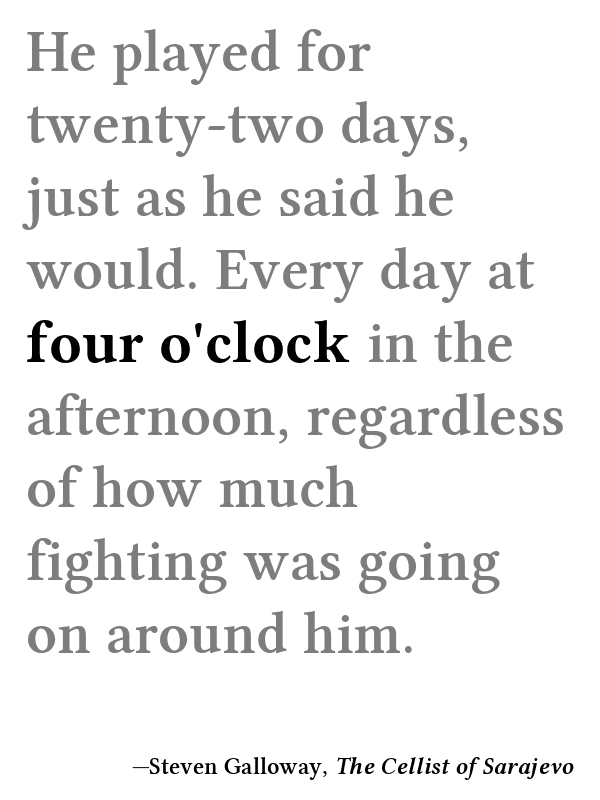 He played for
twenty-two days,
just as he said he
would. Every day at
four o'clock in the
afternoon, regardless
of how much
fighting was going
on around him.
—Steven Galloway, The Cellist of Sarajevo